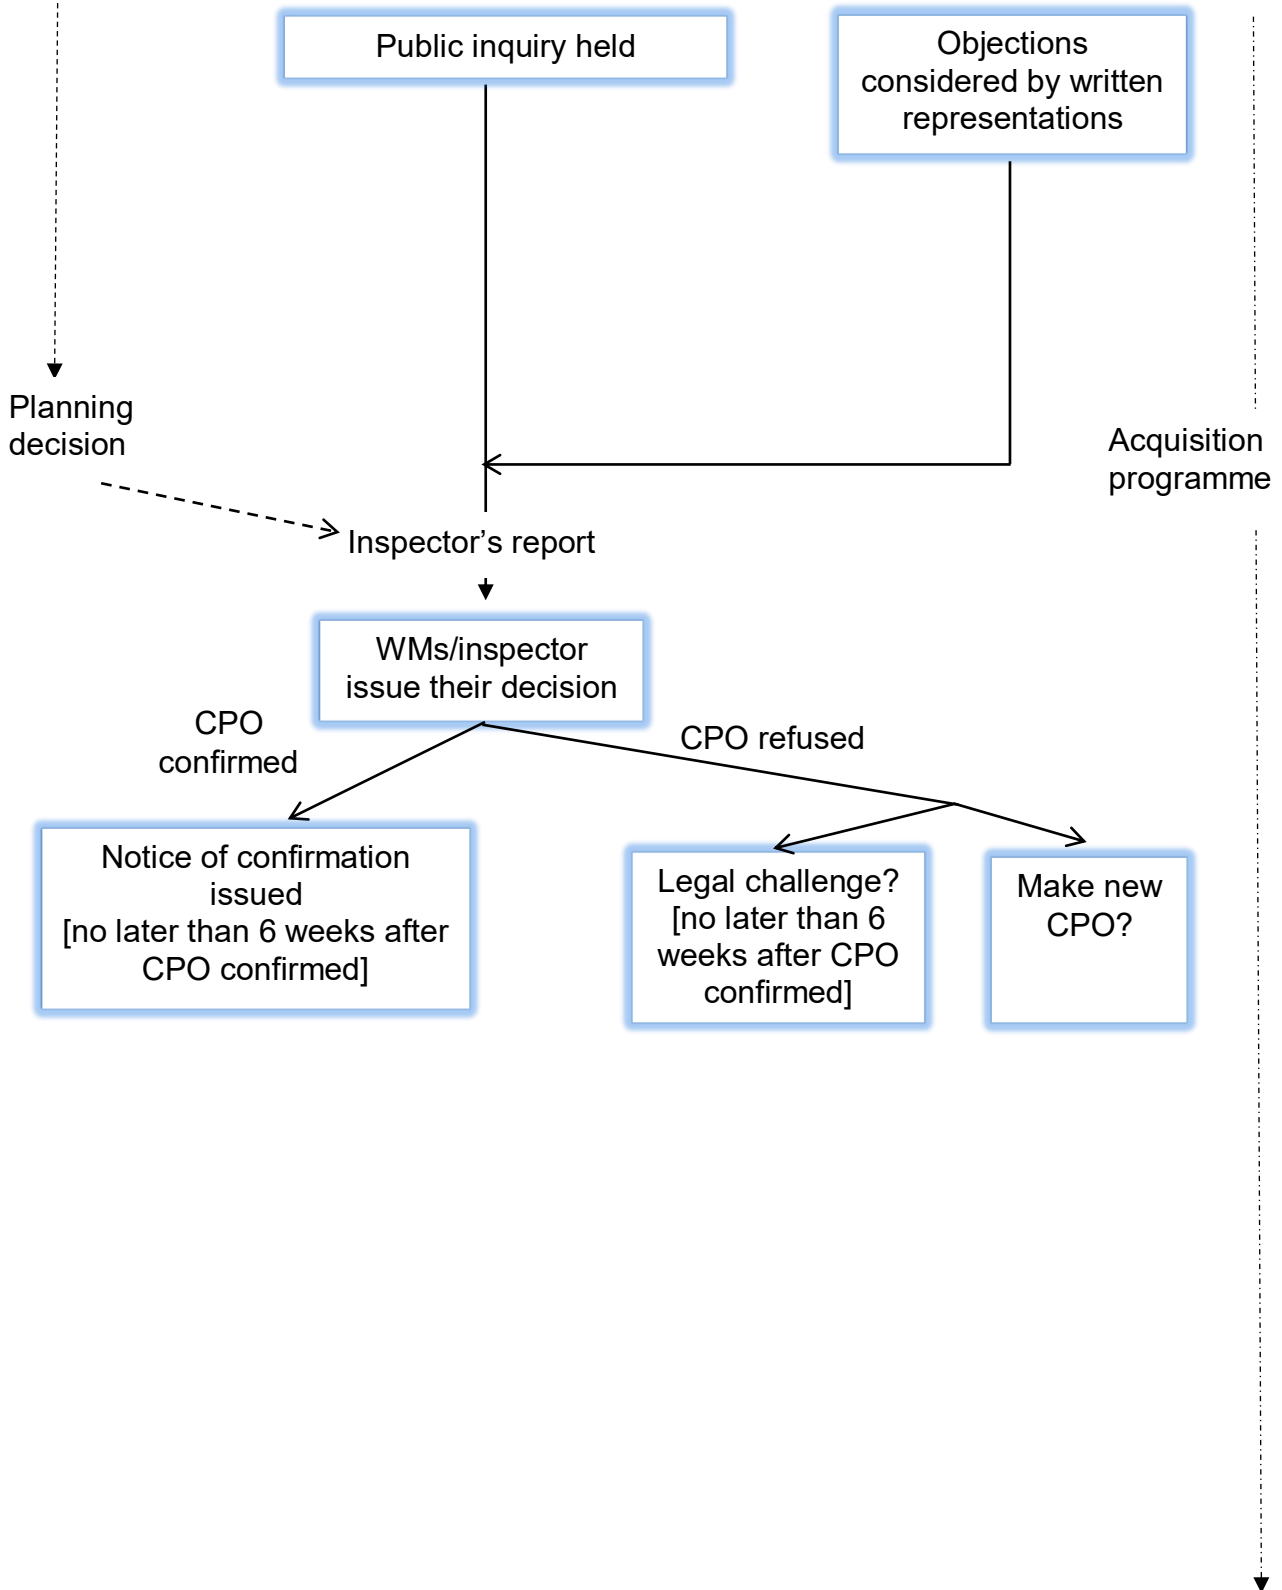 Public inquiry held
Objections
considered by written
representations
Planning
decision
Acquisition
programme
Inspector’s report
WMs/inspector
issue their decision
CPO
confirmed
CPO refused
Notice of confirmation
issued
[no later than 6 weeks after
CPO confirmed]
Legal challenge?
[no later than 6
weeks after CPO
confirmed]
Make new
CPO?